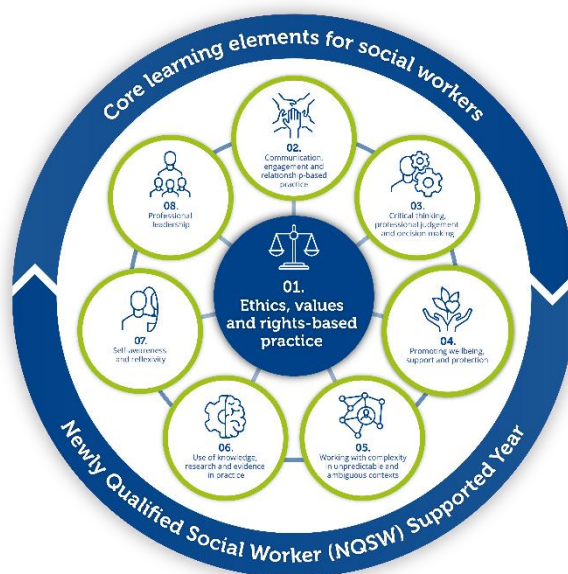 Core learning elements for social workers
01.
Ethics, values
and rights-based
practice
02.
Communication,
engagement and
relationship-based
practice
03.
Critical thinking,
professional judgement
and decision making
04.
Promoting wellbeing,
support and protection
05.
Working with complexity
in unpredictable and
ambiguous contexts
06.
Use of knowledge,
research and evidence
in practice
07.
Self-awareness
and reflexivity
08.
Professional
leadership
Newly Qualified Social Worker (NQSW) Supported Year